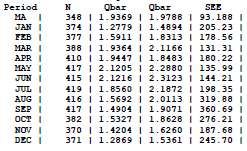 Period N Qbar Qbar SEE
MA | 348 | 1.9369 | 1.9788 | 93.188 |
JAN | 374 | 1.2779 | 1.4894 | 205.23 |
FEB | 377 | 1.5911 | 1.8313 | 178.56 |
MAR | 388 | 1.9364 | 2.1166 | 131.31 |
APR | 410 | 1.9447 | 1.8483 | 180.22 |
MAY | 417 | 2.1205 | 2.2880 | 135.99 |
JUN | 415 | 2.1216 | 2.3123 | 144.21 |
JUL | 419 | 1.8560 | 2.1872 | 198.35 |
AUG | 416 | 1.5692 | 2.0113 | 319.88 |
SEP | 417 | 1.4904 | 1.9071 | 360.69 |
OCT | 382 | 1.5327 | 1.8628 | 276.21 |
NOV | 370 | 1.4204 | 1.6260 | 187.68 |
DEC | 371 | 1.2869 | 1.5361 | 245.70 |